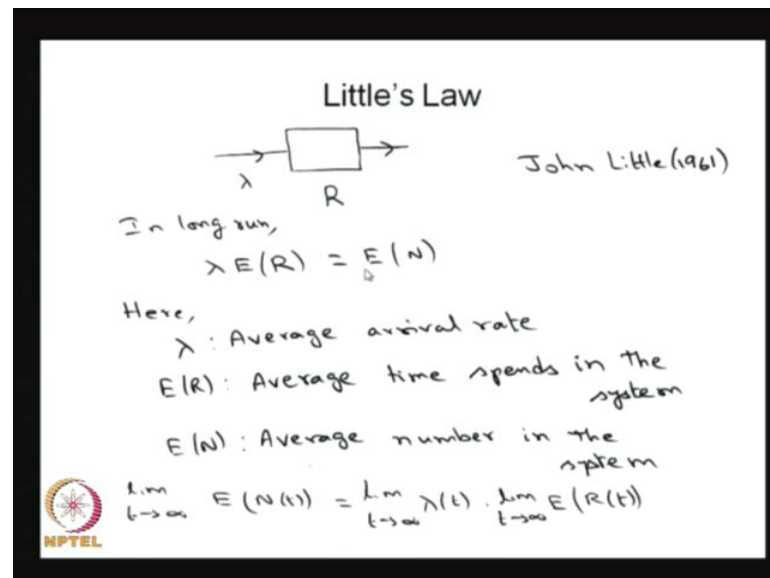 Little's Law
λ
R
John Little (1961)
In long run,
λ E(R) = E(N)
Here,
λ : Average arrival rate
E(R) : Average time spends in the
system
E(N) : Average number in the
system
lim t→∞ E(N(t)) = lim t→∞ λ(t) . lim t→∞ E(R(t))
NPTEL